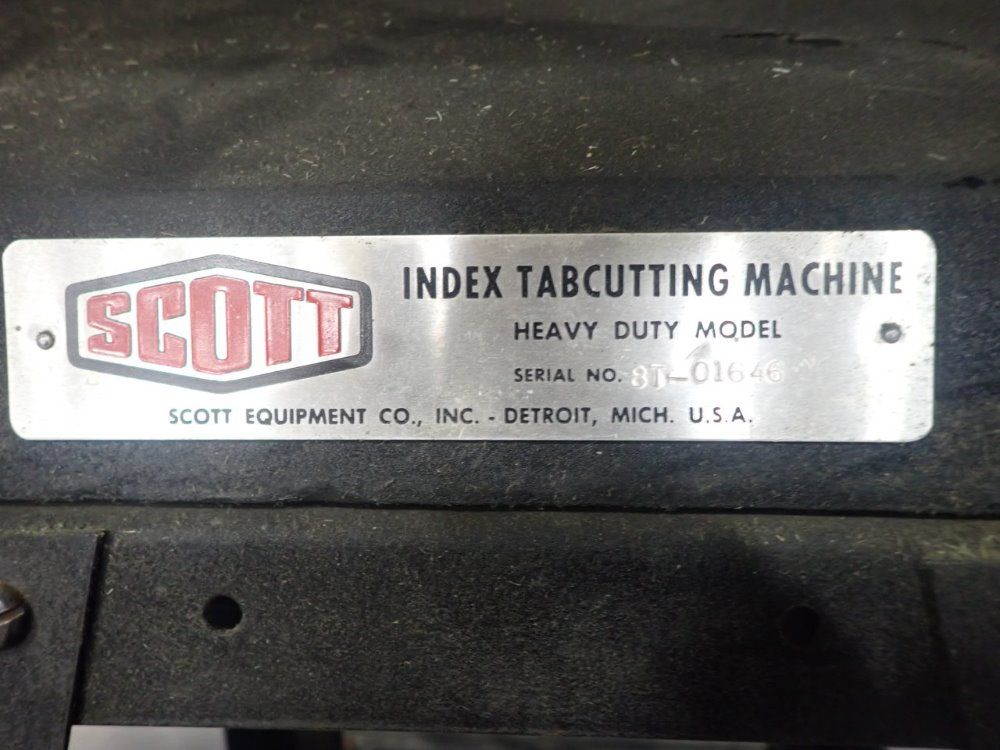 SCOTT
INDEX TABCUTTING MACHINE
HEAVY DUTY MODEL
SERIAL NO. 8T-01646
SCOTT EQUIPMENT CO., INC. - DETROIT, MICH. U.S.A.